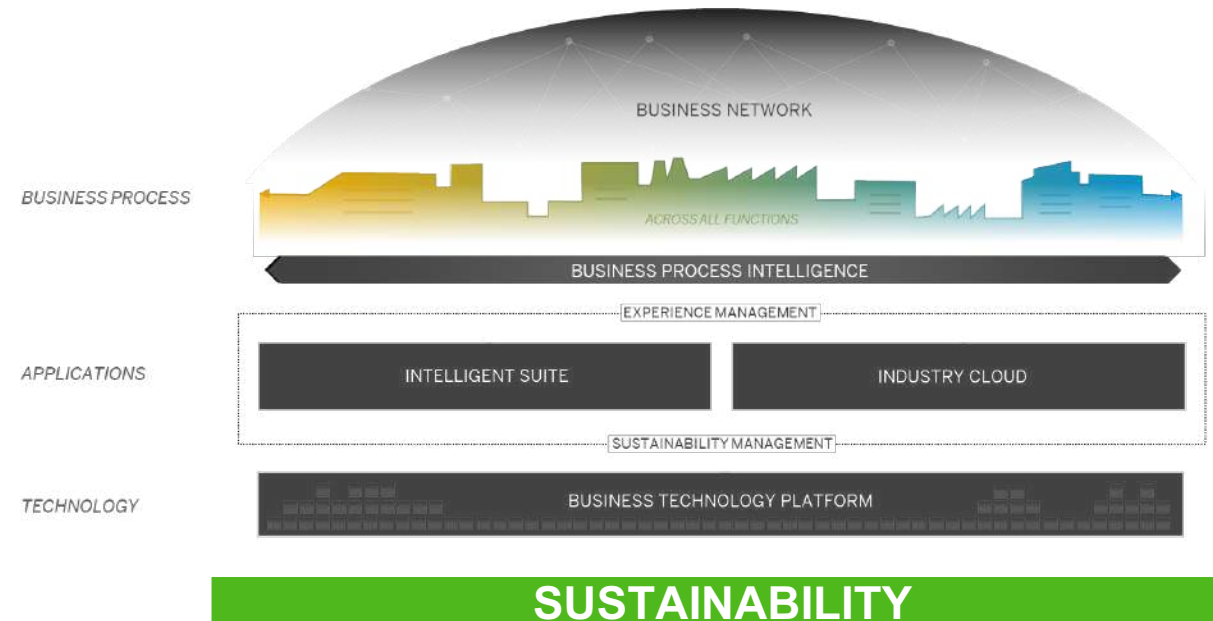 BUSINESS NETWORK
BUSINESS PROCESS
ACROSS ALL FUNCTIONS
BUSINESS PROCESS INTELLIGENCE
EXPERIENCE MANAGEMENT
APPLICATIONS
INTELLIGENT SUITE
INDUSTRY CLOUD
SUSTAINABILITY MANAGEMENT
TECHNOLOGY
BUSINESS TECHNOLOGY PLATFORM
SUSTAINABILITY